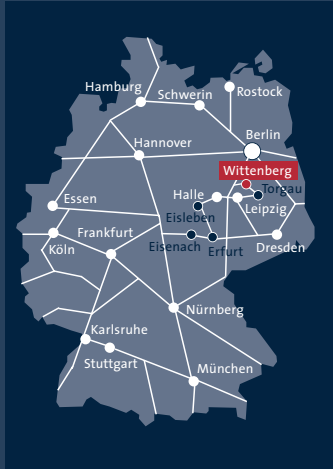 Hamburg
Schwerin
Rostock
Berlin
Hannover
Wittenberg
Torgau
Essen
Halle
Leipzig
Eisleben
Frankfurt
Köln
Eisenach
Erfurt
Dresden
Nürnberg
Karlsruhe
Stuttgart
München